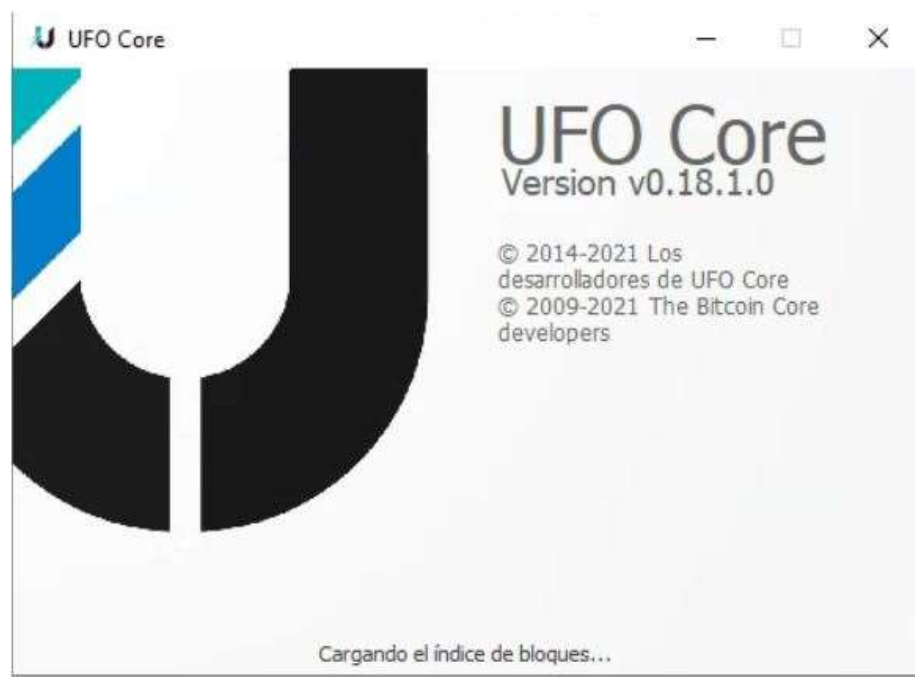 UFO Core
UFO Core
Version v0.18.1.0
© 2014-2021 Los
desarrolladores de UFO Core
© 2009-2021 The Bitcoin Core
developers
Cargando el índice de bloques...